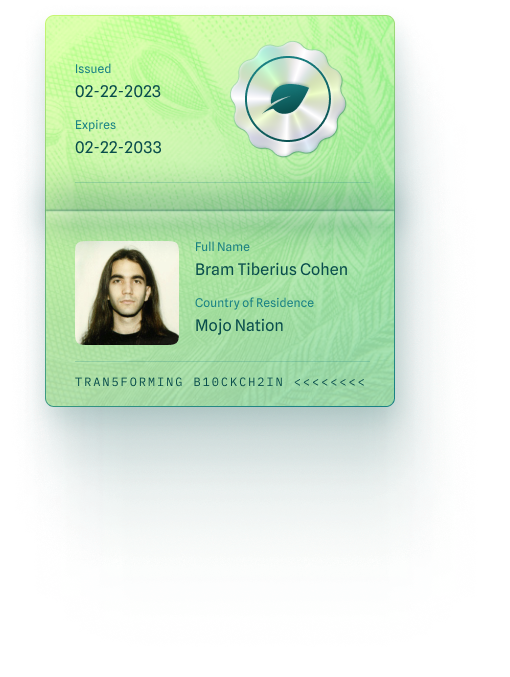 Issued
02-22-2023
Expires
02-22-2033
Full Name
Bram Tiberius Cohen
Country of Residence
Mojo Nation
TRAN5FORMING B10CKCH2IN <<<<<<<<